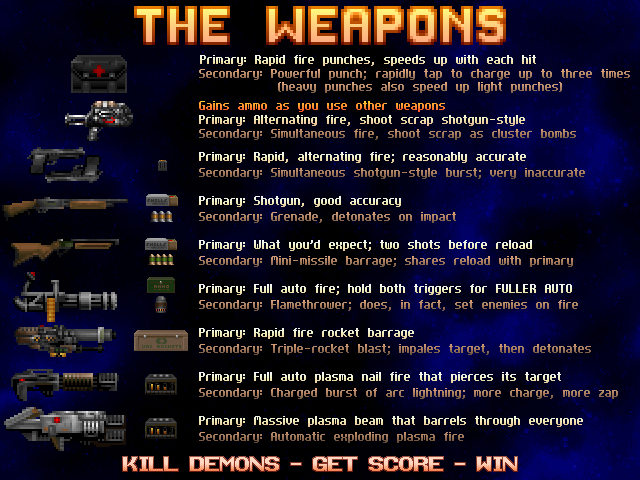 THE WEAPONS
Primary: Rapid fire punches, speeds up with each hit
Secondary: Powerful punch; rapidly tap to charge up to three times
(heavy punches also speed up light punches)
Gains ammo as you use other weapons
Primary: Alternating fire, shoot scrap shotgun-style
Secondary: Simultaneous fire, shoot scrap as cluster bombs
Primary: Rapid, alternating fire; reasonably accurate
Secondary: Simultaneous shotgun-style burst; very inaccurate
SHELLS
Primary: Shotgun, good accuracy
Secondary: Grenade, detonates on impact
SHELLS
Primary: What you'd expect; two shots before reload
Secondary: Mini-missile barrage; shares reload with primary
Primary: Full auto fire; hold both triggers for FULLER AUTO
Secondary: Flamethrower; does, in fact, set enemies on fire
Primary: Rapid fire rocket barrage
Secondary: Triple-rocket blast; impales target, then detonates
Primary: Full auto plasma nail fire that pierces its target
Secondary: Charged burst of arc lightning; more charge, more zap
Primary: Massive plasma beam that barrels through everyone
Secondary: Automatic exploding plasma fire
KILL DEMONS - GET SCORE - WIN